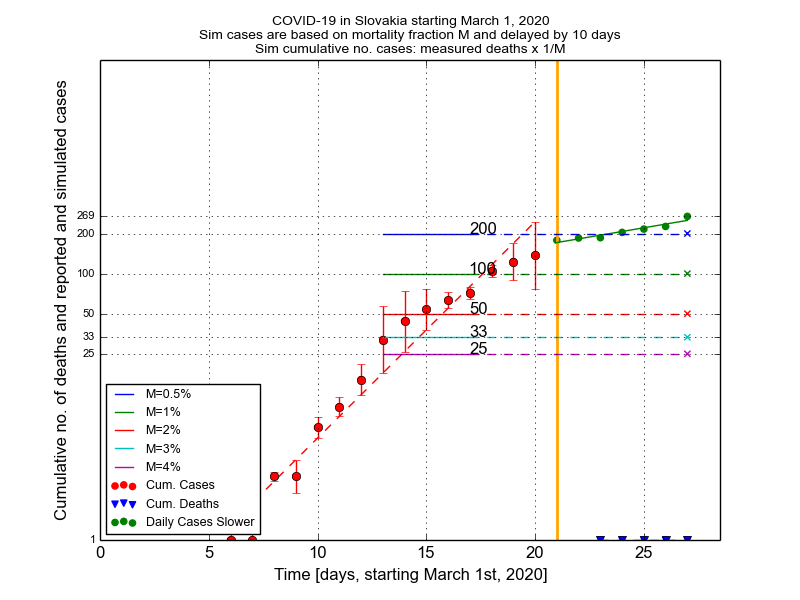 COVID-19 in Slovakia starting March 1, 2020
Sim cases are based on mortality fraction M and delayed by 10 days
Sim cumulative no. cases: measured deaths x 1/M
Cumulative no. of deaths and reported and simulated cases
269
200
100
50
33
25
1
200
100
50
33
25
M=0.5%
M=1%
M=2%
M=3%
M=4%
Cum. Cases
Cum. Deaths
Daily Cases Slower
0 5 10 15 20 25
Time [days, starting March 1st, 2020]